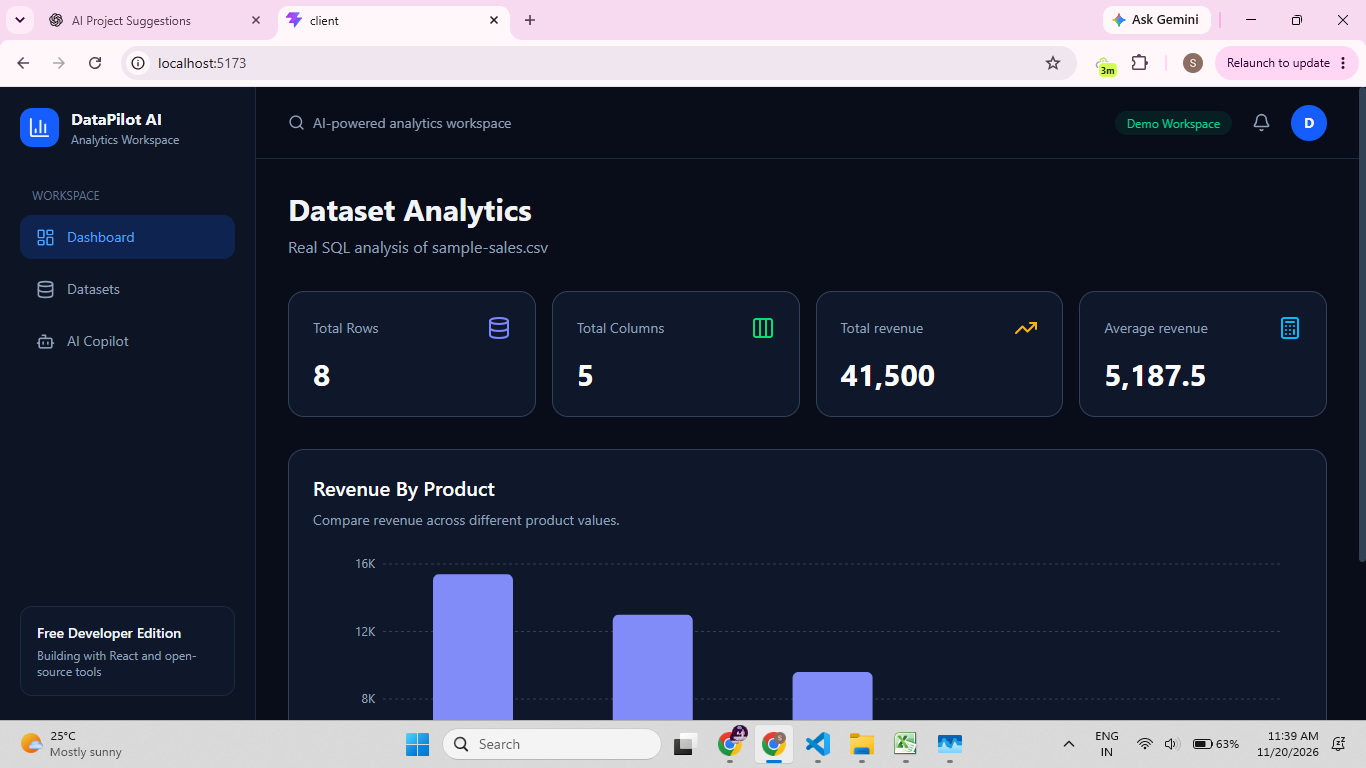 AI Project Suggestions
client
Ask Gemini
localhost:5173
3m
S
Relaunch to update
DataPilot AI
Analytics Workspace
AI-powered analytics workspace
Demo Workspace
D
WORKSPACE
Dashboard
Datasets
AI Copilot
Dataset Analytics
Real SQL analysis of sample-sales.csv
Total Rows
8
Total Columns
5
Total revenue
41,500
Average revenue
5,187.5
Revenue By Product
Compare revenue across different product values.
16K
12K
8K
Free Developer Edition
Building with React and open-
source tools
25°C
Mostly sunny
Search
ENG
IN
63%
11:39 AM
11/20/2026